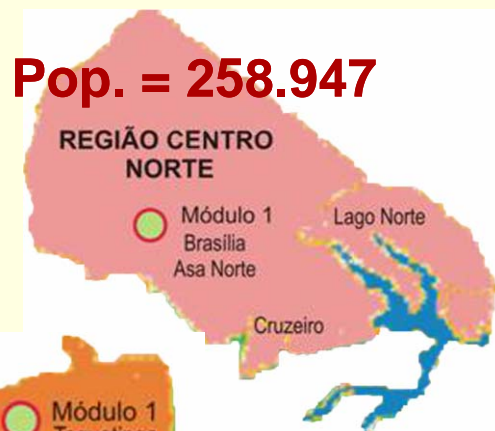 Pop. = 258.947
REGIÃO CENTRO
NORTE
Módulo 1
Brasília
Asa Norte
Lago Norte
Cruzeiro
Módulo 1